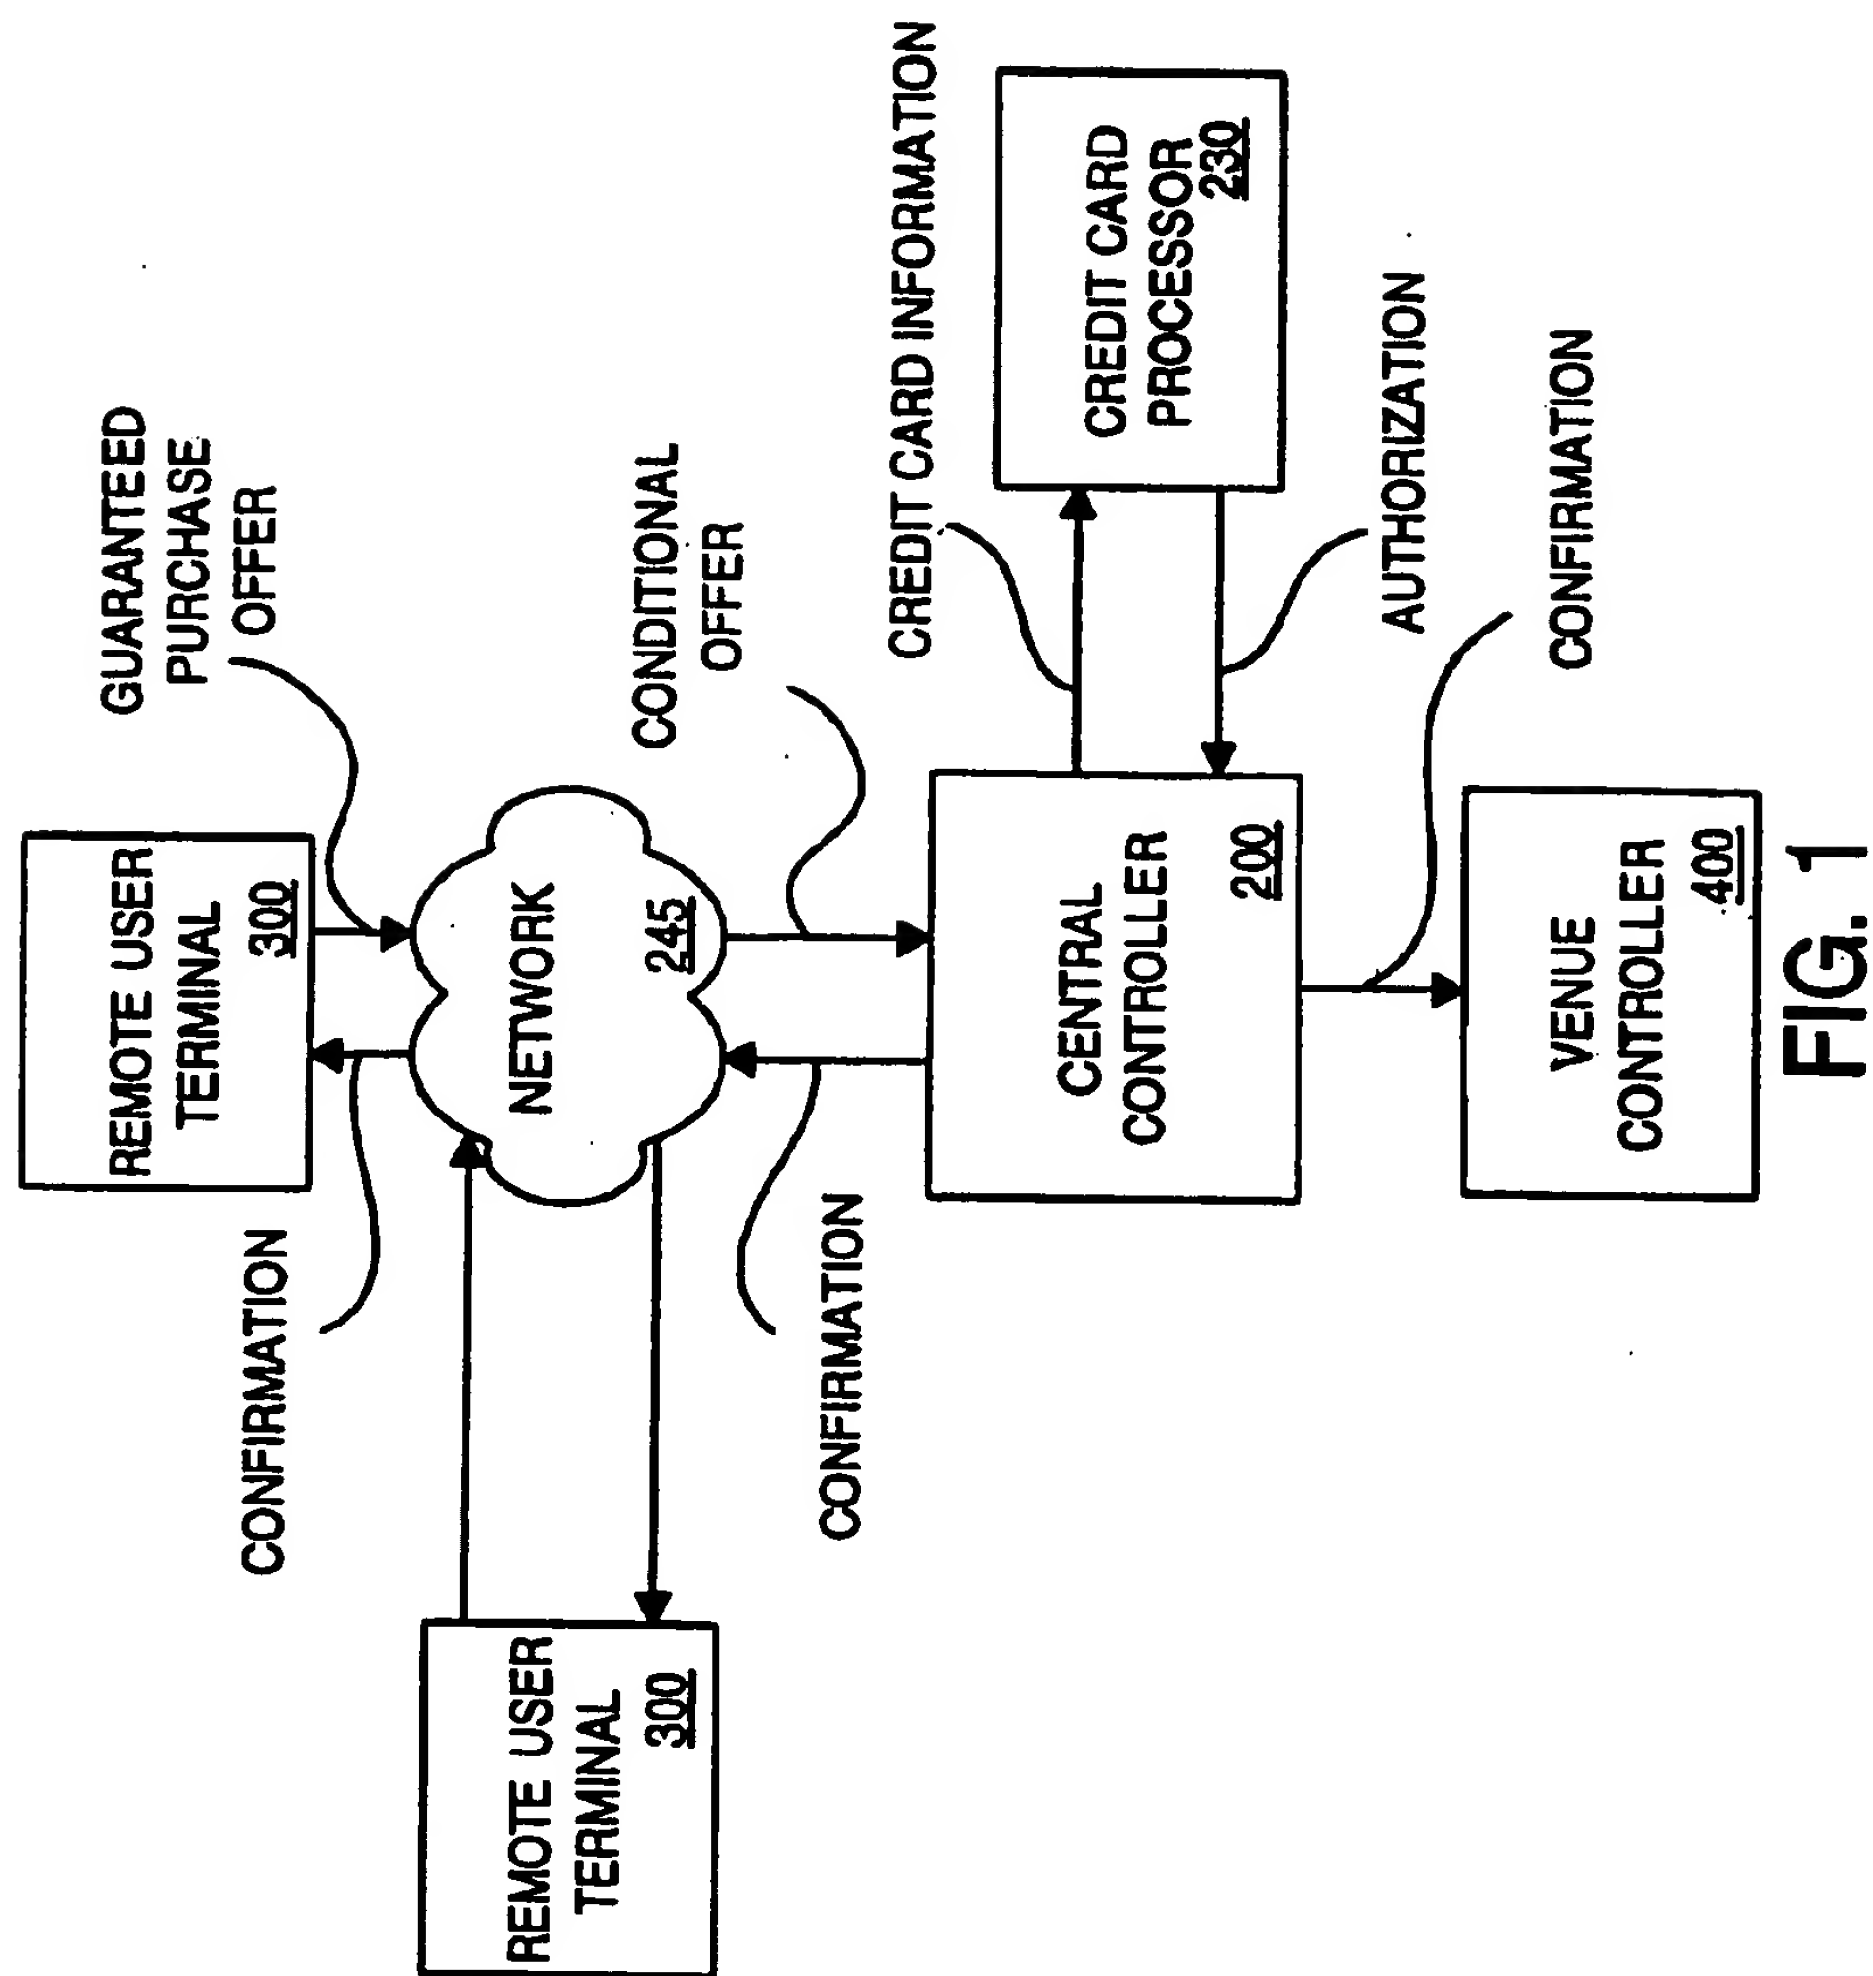 GUARANTEED
PURCHASE
OFFER
REMOTE USER
TERMINAL
300
CONFIRMATION
NETWORK
245
REMOTE USER
TERMINAL
300
CONDITIONAL
OFFER
CONFIRMATION
CREDIT CARD INFORMATION
CENTRAL
CONTROLLER
200
CREDIT CARD
PROCESSOR
230
AUTHORIZATION
CONFIRMATION
VENUE
CONTROLLER
400
FIG. 1